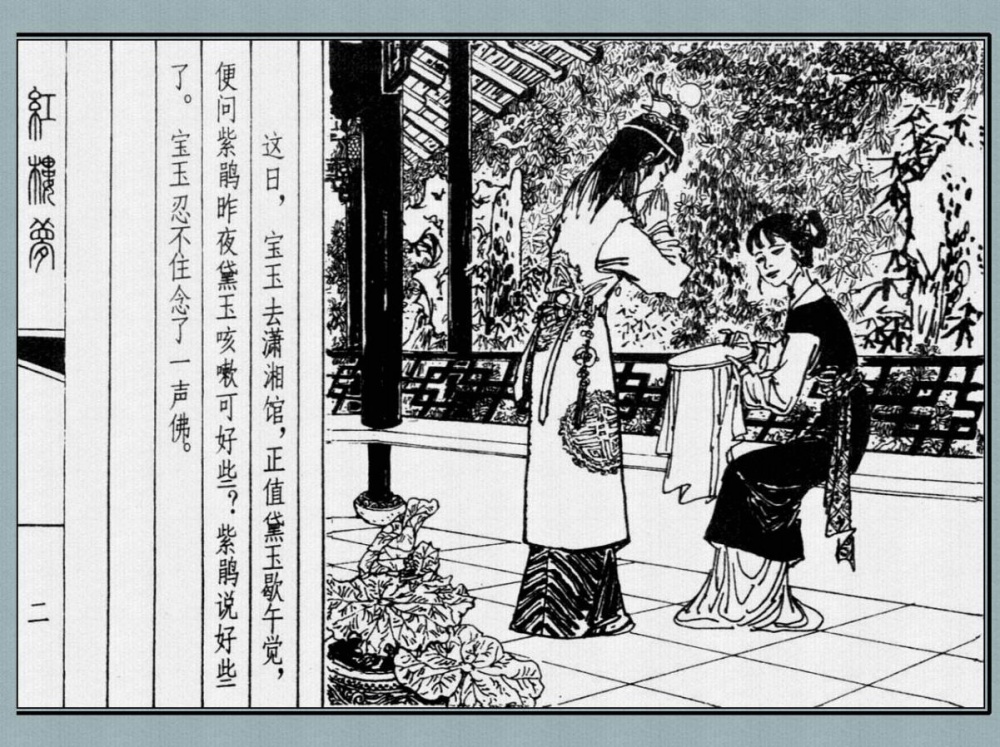 这日，宝玉去潇湘馆，正值黛玉歇午觉，
便问紫鹃昨夜黛玉咳嗽可好些？紫鹃说好些
了。宝玉忍不住念了一声佛。
紅樓夢
二